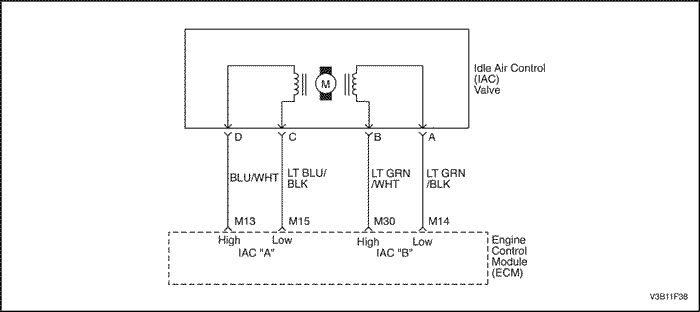 Idle Air Control
(IAC)
Valve
M
D C B A
BLU/WHT
LT BLU/
BLK
LT GRN
/WHT
LT GRN
/BLK
M13 M15 M30 M14
High Low High Low
IAC "A" IAC "B"
Engine
Control
Module
(ECM)
V3B11F38